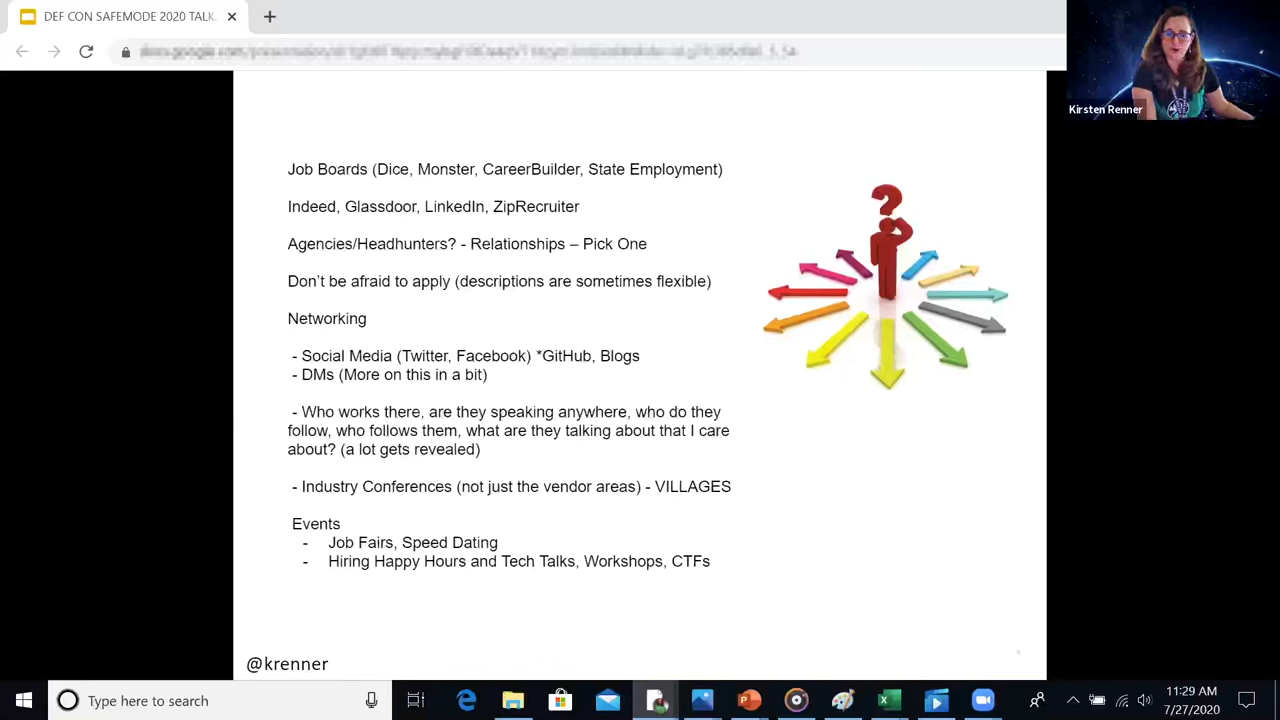 DEF CON SAFEMODE 2020 TALK
Kirsten Renner
Job Boards (Dice, Monster, CareerBuilder, State Employment)
Indeed, Glassdoor, LinkedIn, ZipRecruiter
Agencies/Headhunters? - Relationships – Pick One
Don't be afraid to apply (descriptions are sometimes flexible)
Networking
- Social Media (Twitter, Facebook) *GitHub, Blogs
- DMs (More on this in a bit)
- Who works there, are they speaking anywhere, who do they
follow, who follows them, what are they talking about that I care
about? (a lot gets revealed)
- Industry Conferences (not just the vendor areas) - VILLAGES
Events
- Job Fairs, Speed Dating
- Hiring Happy Hours and Tech Talks, Workshops, CTFs
?
@krenner
Type here to search
11:29 AM
7/27/2020